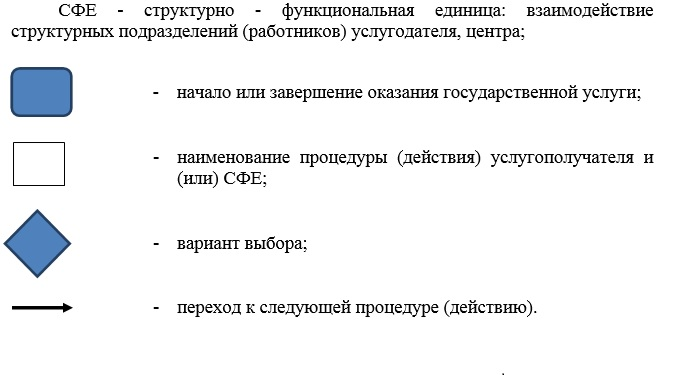 СФЕ - структурно - функциональная единица: взаимодействие
структурных подразделений (работников) услугодателя, центра;
- начало или завершение оказания государственной услуги;
- наименование процедуры (действия) услугополучателя и
(или) СФЕ;
- вариант выбора;
- переход к следующей процедуре (действию).